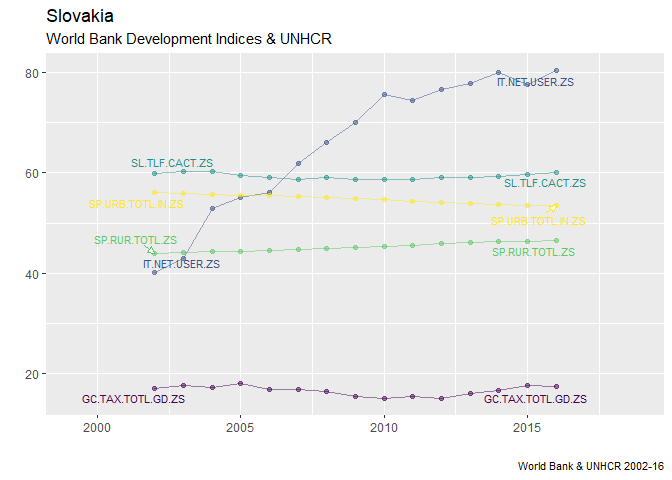 Slovakia
World Bank Development Indices & UNHCR
80
IT.NET.USER.ZS
SL.TLF.CACT.ZS
60
SL.TLF.CACT.ZS
SP.URB.TOTL.IN.ZS
SP.URB.TOTL.IN.ZS
SP.RUR.TOTL.ZS
SP.RUR.TOTL.ZS
IT.NET.USER.ZS
40
20
GC.TAX.TOTL.GD.ZS
GC.TAX.TOTL.GD.ZS
2000
2005
2010
2015
World Bank & UNHCR 2002-16